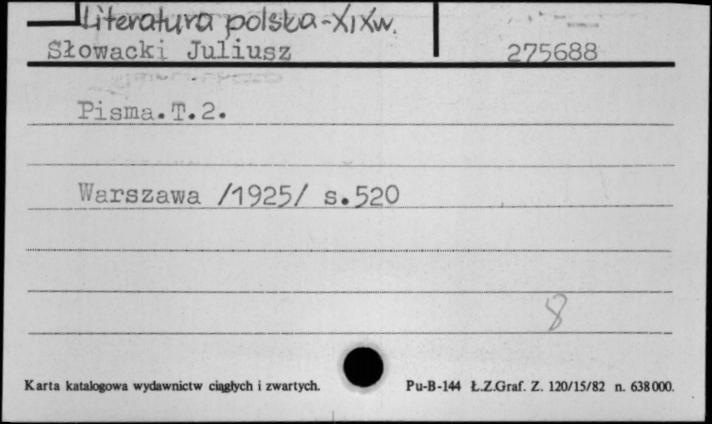 Literatura polska-XIXw.
Słowacki Juliusz 275688
Pisma.T.2.
Warszawa /1925/ s.520
8
Karta katalogowa wydawnictw ciągłych i zwartych. Pu-B-144 Ł.Z.Graf. Z. 120/15/82 n. 638000.